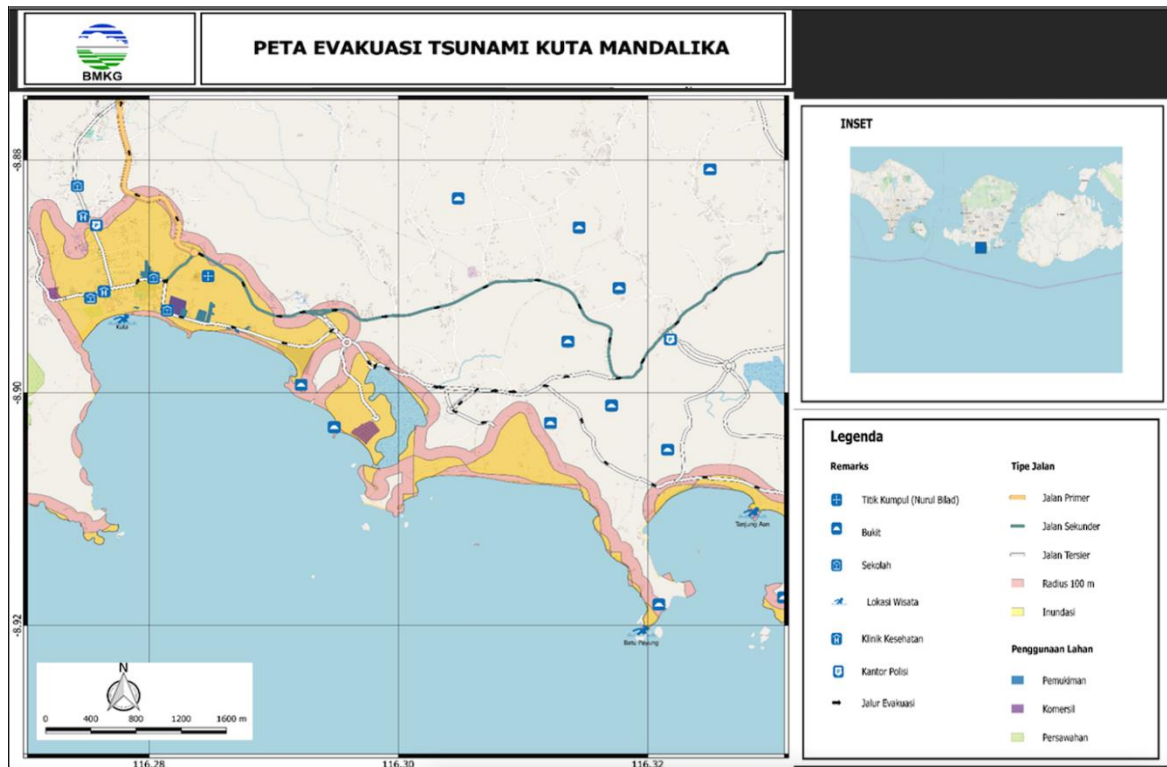 BMKG
PETA EVAKUASI TSUNAMI KUTA MANDALIKA
-8.88
-8.90
-8.92
Kuta
Tanjung Aan
Batu Payung
N
0 400 800 1200 1600 m
116.28 116.30 116.32
INSET
Legenda
Remarks
Titik Kumpul (Nurul Bilad)
Bukit
Sekolah
Lokasi Wisata
Klinik Kesehatan
Kantor Polisi
Jalur Evakuasi
Tipe Jalan
Jalan Primer
Jalan Sekunder
Jalan Tersier
Radius 100 m
Inundasi
Penggunaan Lahan
Pemukiman
Komersil
Persawahan